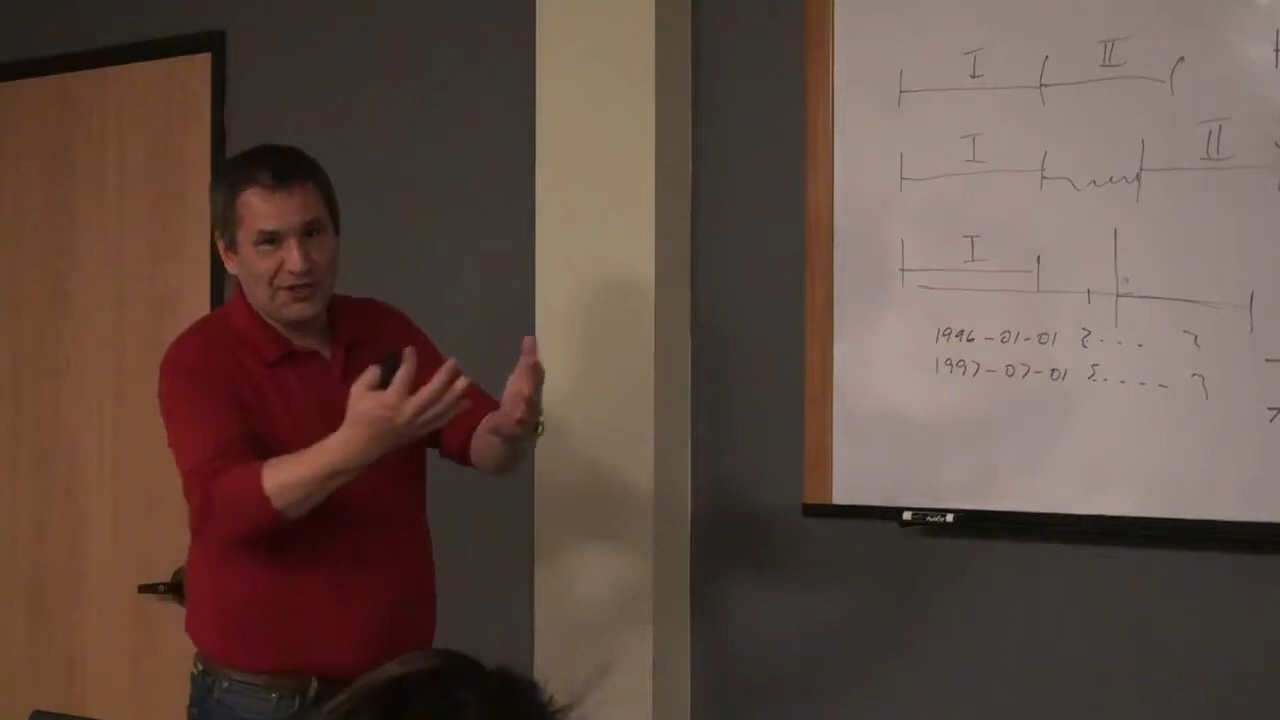 I II
I II
I
1996-01-01 {... }
1997-07-01 {..... }